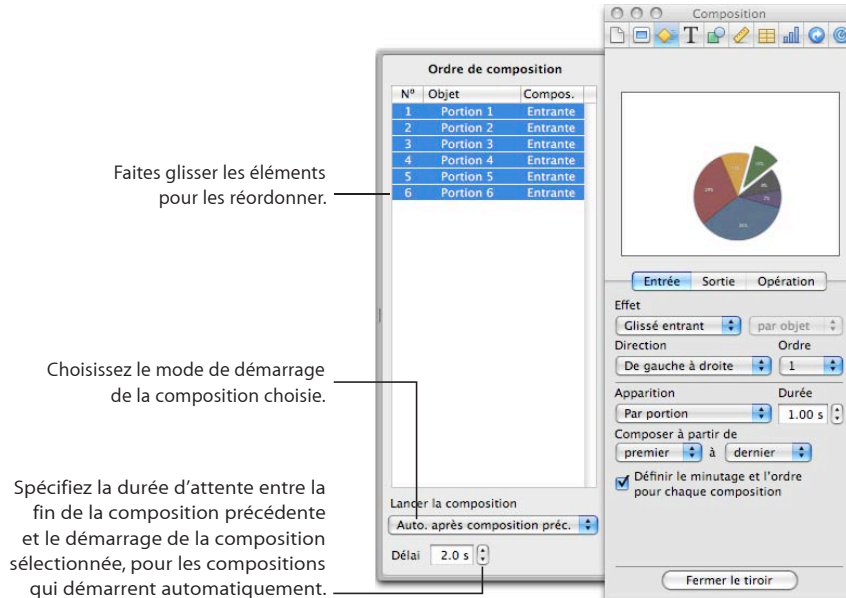 Composition
T
Ordre de composition
Nº Objet Compos.
1 Portion 1 Entrante
2 Portion 2 Entrante
3 Portion 3 Entrante
4 Portion 4 Entrante
5 Portion 5 Entrante
6 Portion 6 Entrante
Faites glisser les éléments
pour les réordonner.
Choisissez le mode de démarrage
de la composition choisie.
Spécifiez la durée d’attente entre la
fin de la composition précédente
et le démarrage de la composition
sélectionnée, pour les compositions
qui démarrent automatiquement.
Lancer la composition
Auto. après composition préc.
Délai 2.0 s
Entrée Sortie Opération
Effet
Glissé entrant par objet
Direction Ordre
De gauche à droite 1
Apparition Durée
Par portion 1.00 s
Composer à partir de
premier à dernier
Définir le minutage et l’ordre
pour chaque composition
Fermer le tiroir